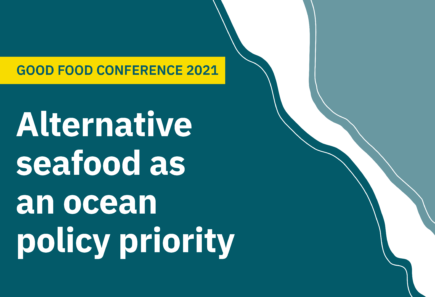 GOOD FOOD CONFERENCE 2021
Alternative
seafood as
an ocean
policy priority